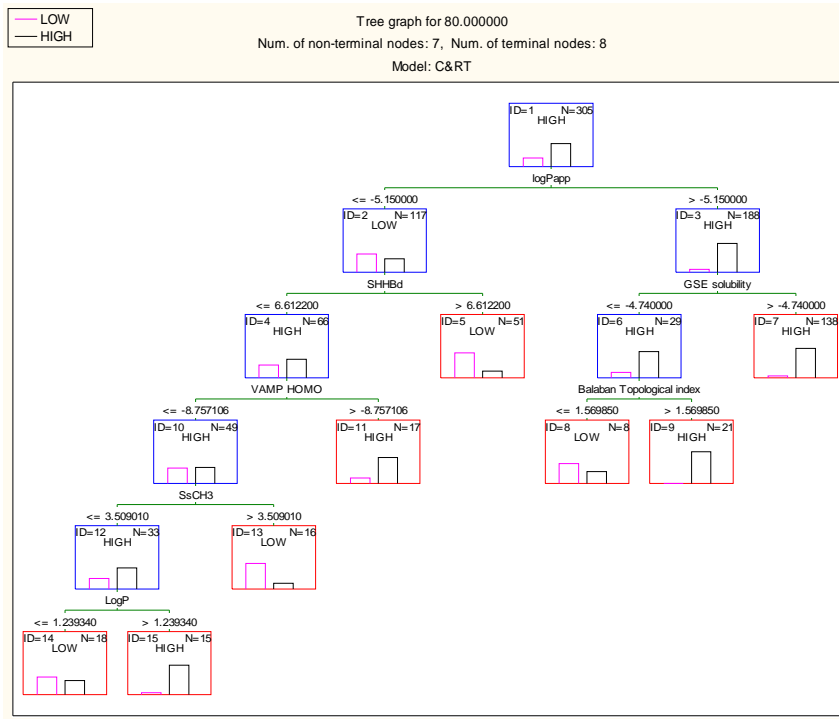 LOW
HIGH
Tree graph for 80.000000
Num. of non-terminal nodes: 7, Num. of terminal nodes: 8
Model: C&RT
ID=1 N=305
HIGH
logPapp
<= -5.150000 > -5.150000
ID=2 N=117 ID=3 N=188
LOW HIGH
SHHBd GSE solubility
<= 6.612200 > 6.612200 <= -4.740000 > -4.740000
ID=4 N=66 ID=5 N=51 ID=6 N=29 ID=7 N=138
HIGH LOW HIGH HIGH
VAMP HOMO Balaban Topological index
<= -8.757106 > -8.757106 <= 1.569850 > 1.569850
ID=10 N=49 ID=11 N=17 ID=8 N=8 ID=9 N=21
HIGH HIGH LOW HIGH
SsCH3
<= 3.509010 > 3.509010
ID=12 N=33 ID=13 N=16
HIGH LOW
LogP
<= 1.239340 > 1.239340
ID=14 N=18 ID=15 N=15
LOW HIGH